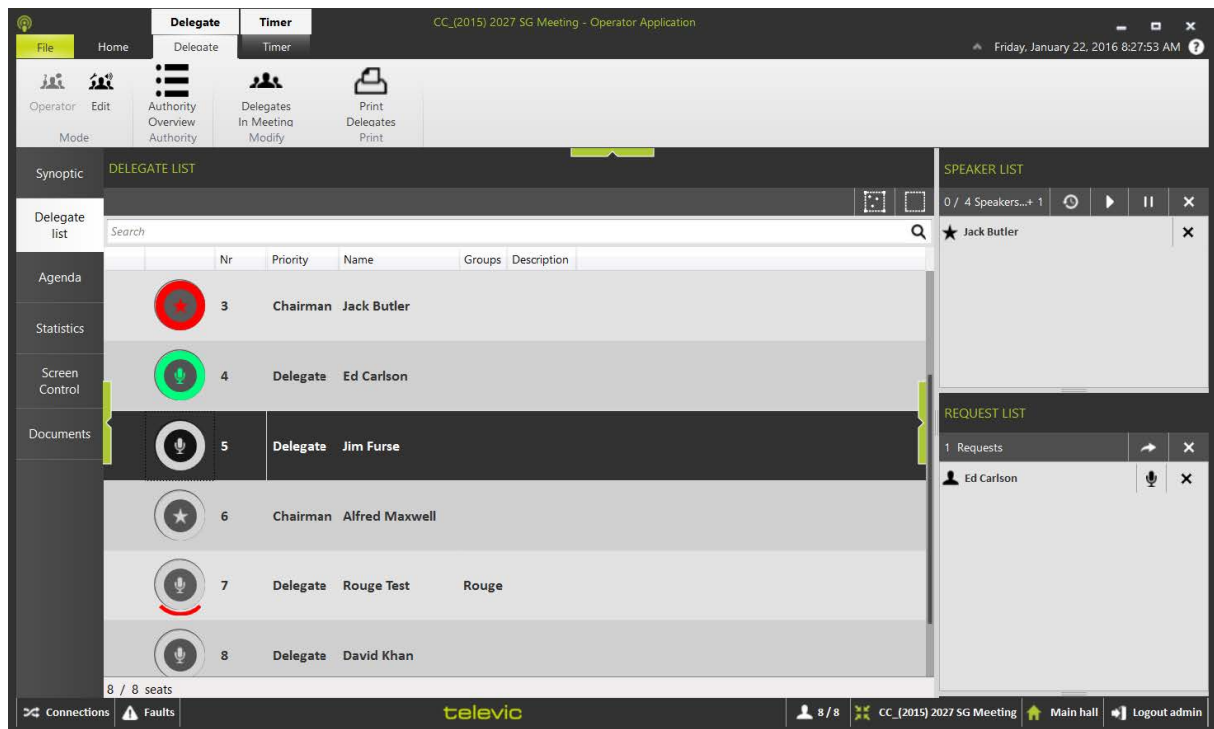 Delegate Timer CC_(2015) 2027 SG Meeting - Operator Application
File Home Delegate Timer Friday, January 22, 2016 8:27:53 AM ?
Operator Edit Authority Overview Delegates In Meeting Print Delegates
Mode Authority Modify Print
Synoptic
Delegate list
Agenda
Statistics
Screen Control
Documents
DELEGATE LIST
Search
Nr Priority Name Groups Description
3 Chairman Jack Butler
4 Delegate Ed Carlson
5 Delegate Jim Furse
6 Chairman Alfred Maxwell
7 Delegate Rouge Test Rouge
8 Delegate David Khan
8 / 8 seats
SPEAKER LIST
0 / 4 Speakers...+ 1
Jack Butler
REQUEST LIST
1 Requests
Ed Carlson
Connections Faults televic 8 / 8 CC_(2015) 2027 SG Meeting Main hall Logout admin